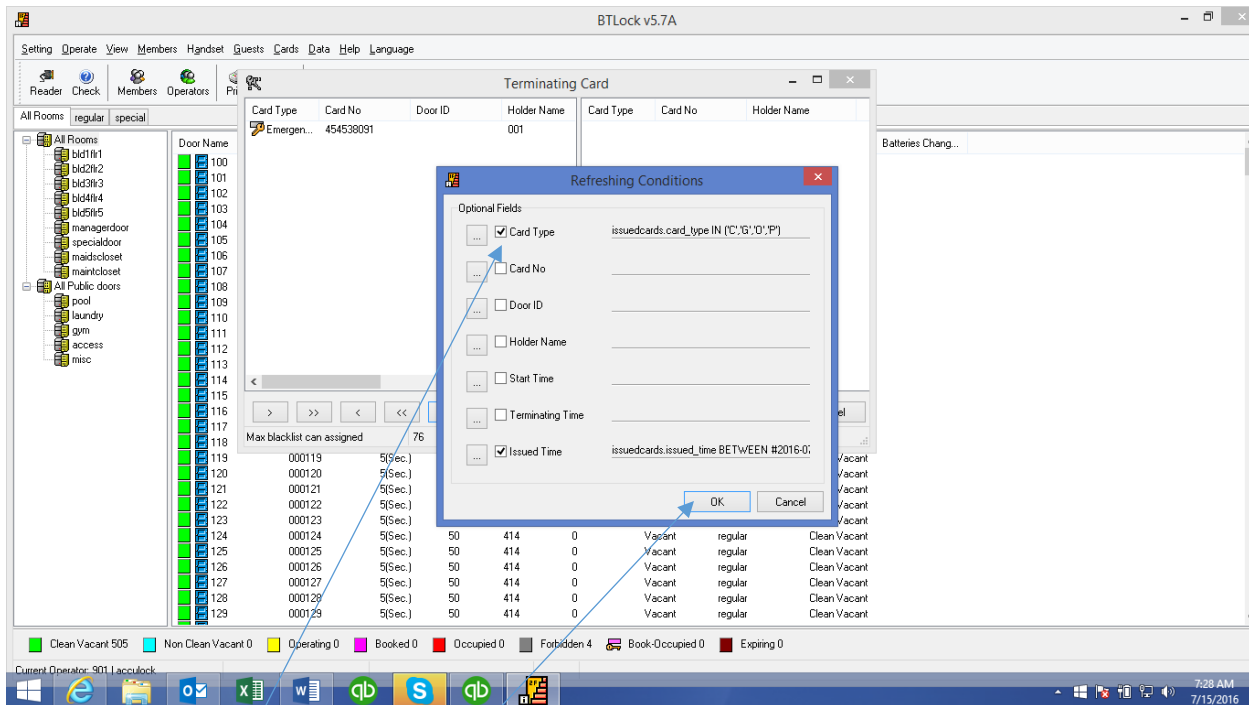 BTLock v5.7A
Setting Operate View Members Handset Guests Cards Data Help Language
Reader Check Members Operators
All Rooms regular special
All Rooms
bld1flr1
bld2flr2
bld3flr3
bld4flr4
bld5flr5
managerdoor
specialdoor
maidscloset
maintcloset
All Public doors
pool
laundry
gym
access
misc
Door Name
100
101
102
103
104
105
106
107
108
109
110
111
112
113
114
115
116
117
118
119 000119 5(Sec.) Vacant
120 000120 5(Sec.) Vacant
121 000121 5(Sec.) Vacant
122 000122 5(Sec.) Vacant
123 000123 5(Sec.) Vacant
124 000124 5(Sec.) 50 414 0 Vacant regular Clean Vacant
125 000125 5(Sec.) 50 414 0 Vacant regular Clean Vacant
126 000126 5(Sec.) 50 414 0 Vacant regular Clean Vacant
127 000127 5(Sec.) 50 414 0 Vacant regular Clean Vacant
128 000128 5(Sec.) 50 414 0 Vacant regular Clean Vacant
129 000129 5(Sec.) 50 414 0 Vacant regular Clean Vacant
Batteries Chang...
Terminating Card
Card Type Card No Door ID Holder Name Card Type Card No Holder Name
Emergen... 454538091 001
> >> < <<
Max blacklist can assigned 76
Refreshing Conditions
Optional Fields
... Card Type issuedcards.card_type IN ('C','G','O','P')
... Card No
... Door ID
... Holder Name
... Start Time
... Terminating Time
... Issued Time issuedcards.issued_time BETWEEN #2016-07
OK Cancel
Clean Vacant 505 Non Clean Vacant 0 Operating 0 Booked 0 Occupied 0 Forbidden 4 Book-Occupied 0 Expiring 0
Current Operator: 901 | acculock
7:28 AM
7/15/2016